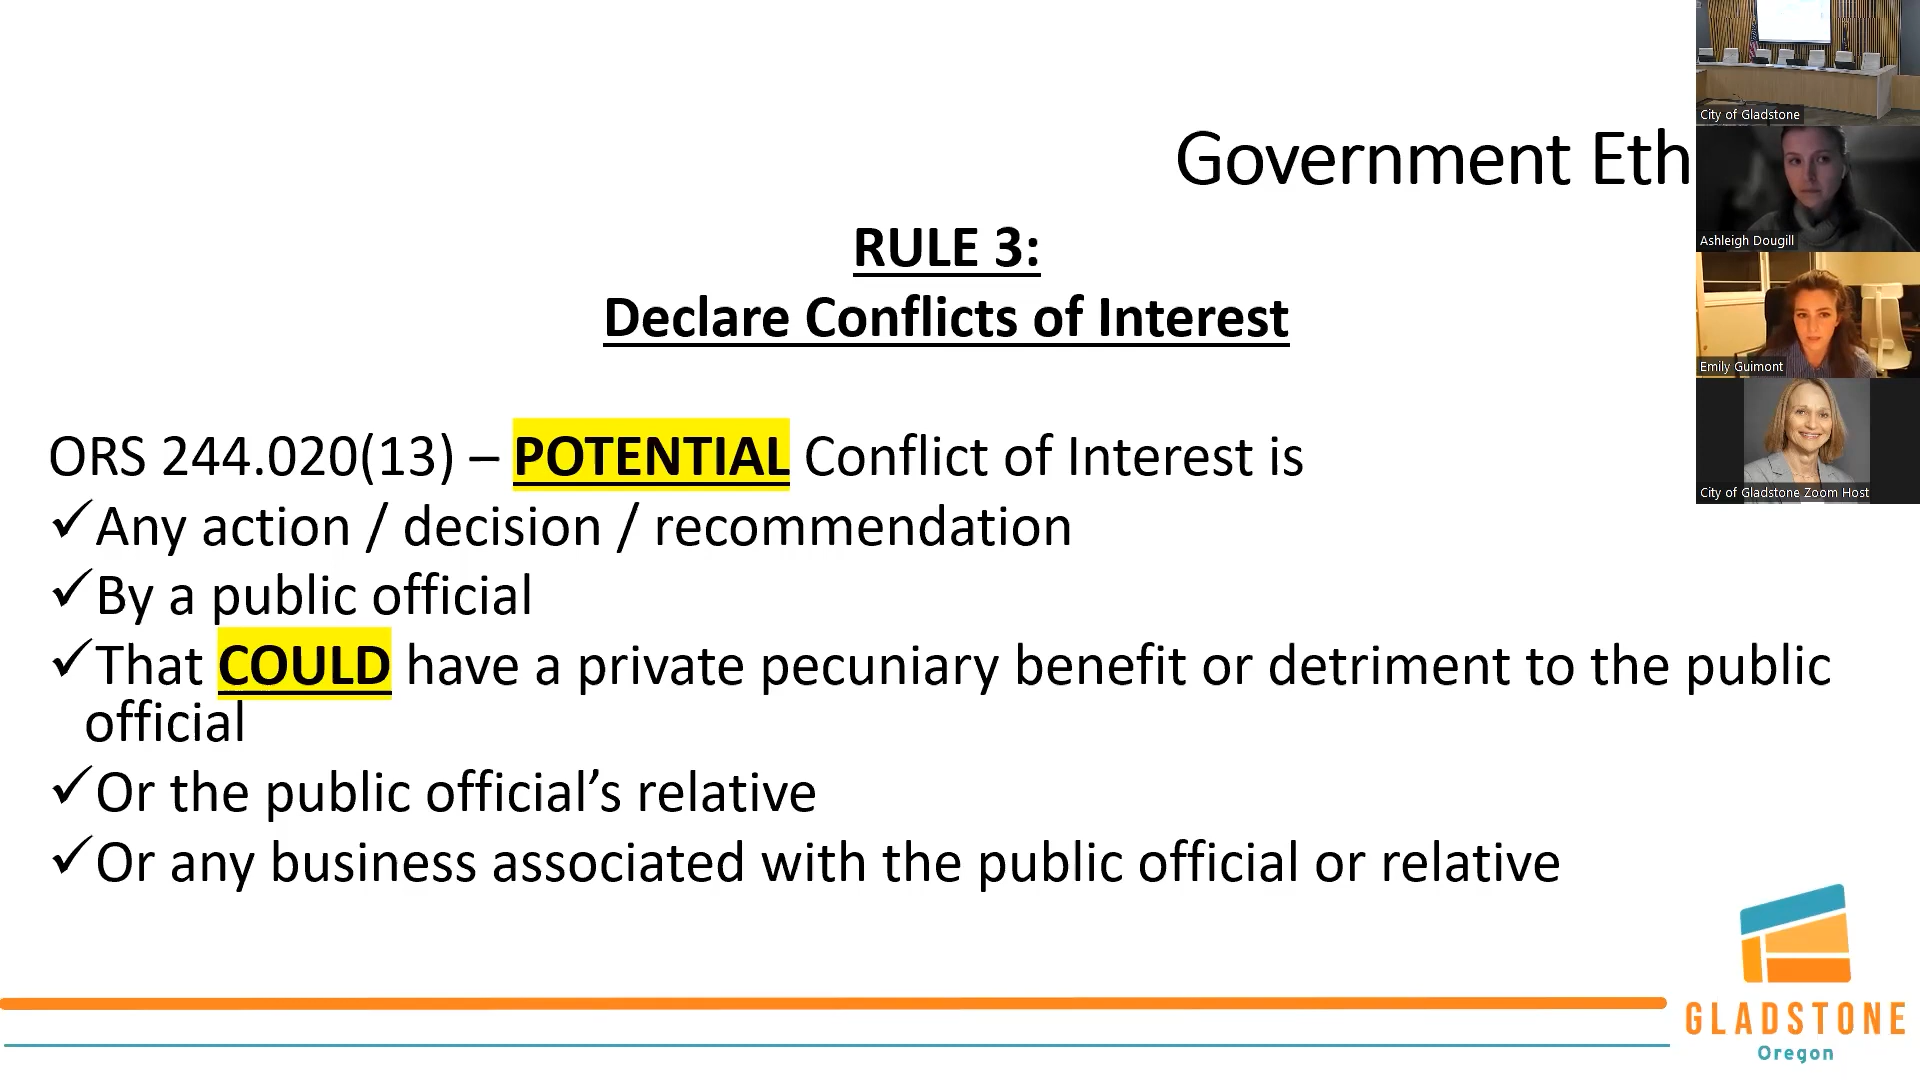 Government Eth
RULE 3:
Declare Conflicts of Interest
ORS 244.020(13) – POTENTIAL Conflict of Interest is
✓Any action / decision / recommendation
✓By a public official
✓That COULD have a private pecuniary benefit or detriment to the public
official
✓Or the public official’s relative
✓Or any business associated with the public official or relative
City of Gladstone
Ashleigh Dougill
Emily Guimont
City of Gladstone Zoom Host
GLADSTONE
Oregon